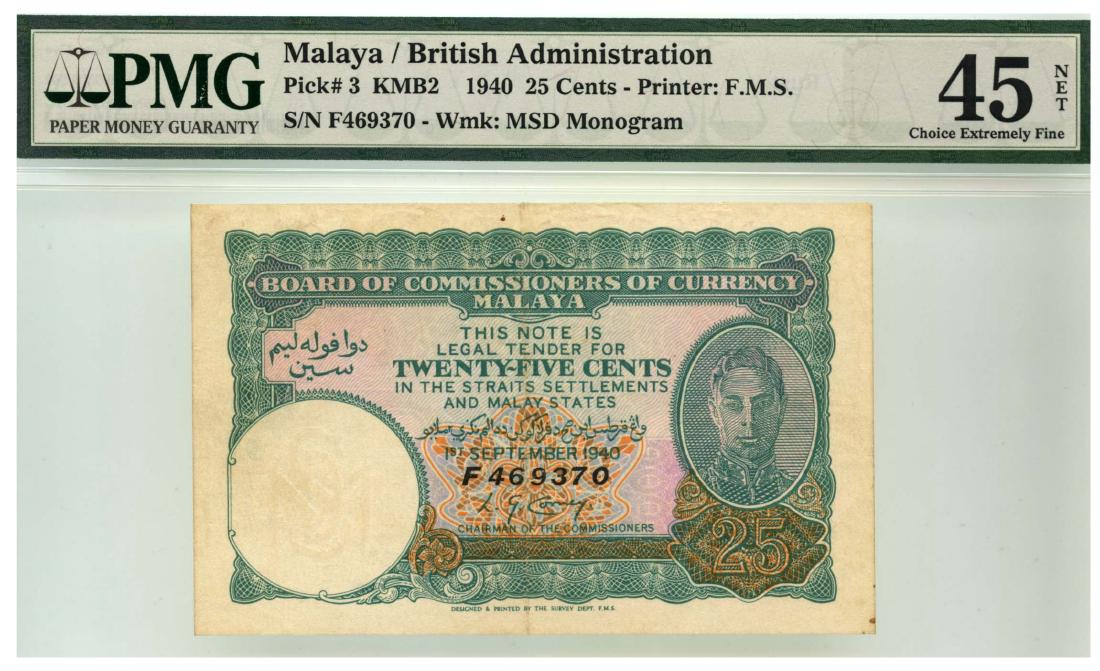 PMG
PAPER MONEY GUARANTY
Malaya / British Administration
Pick# 3 KMB2 1940 25 Cents - Printer: F.M.S.
S/N F469370 - Wmk: MSD Monogram
45
NET
Choice Extremely Fine
BOARD OF COMMISSIONERS OF CURRENCY
MALAYA
THIS NOTE IS
LEGAL TENDER FOR
TWENTY-FIVE CENTS
IN THE STRAITS SETTLEMENTS
AND MALAY STATES
دوا ڤوله ليم
سين
1ST SEPTEMBER 1940
F 469370
CHAIRMAN OF THE COMMISSIONERS
25
DESIGNED & PRINTED BY THE SURVEY DEPT. F.M.S.